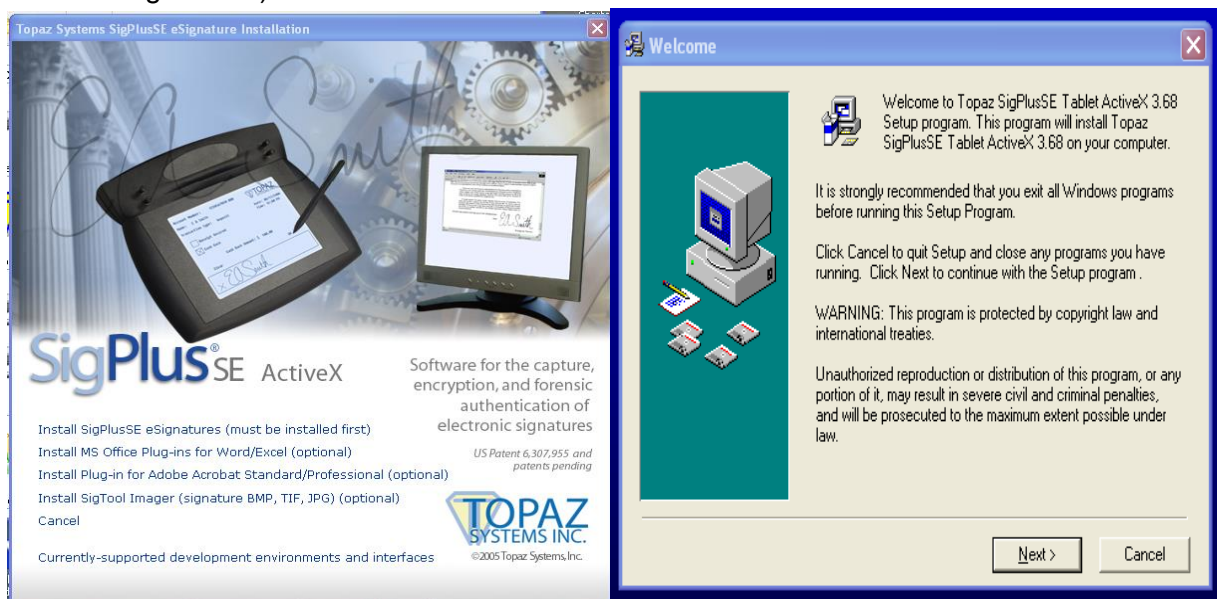 Topaz Systems SigPlusSE eSignature Installation
TOPAZ
SigPlus® SE ActiveX
Software for the capture,
encryption, and forensic
authentication of
electronic signatures
US Patent 6,307,955 and
patents pending
Install SigPlusSE eSignatures (must be installed first)
Install MS Office Plug-ins for Word/Excel (optional)
Install Plug-in for Adobe Acrobat Standard/Professional (optional)
Install SigTool Imager (signature BMP, TIF, JPG) (optional)
Cancel
Currently-supported development environments and interfaces
TOPAZ
SYSTEMS INC.
©2005 Topaz Systems, Inc.
Welcome
Welcome to Topaz SigPlusSE Tablet ActiveX 3.68
Setup program. This program will install Topaz
SigPlusSE Tablet ActiveX 3.68 on your computer.
It is strongly recommended that you exit all Windows programs
before running this Setup Program.
Click Cancel to quit Setup and close any programs you have
running. Click Next to continue with the Setup program .
WARNING: This program is protected by copyright law and
international treaties.
Unauthorized reproduction or distribution of this program, or any
portion of it, may result in severe civil and criminal penalties,
and will be prosecuted to the maximum extent possible under
law.
Next >
Cancel